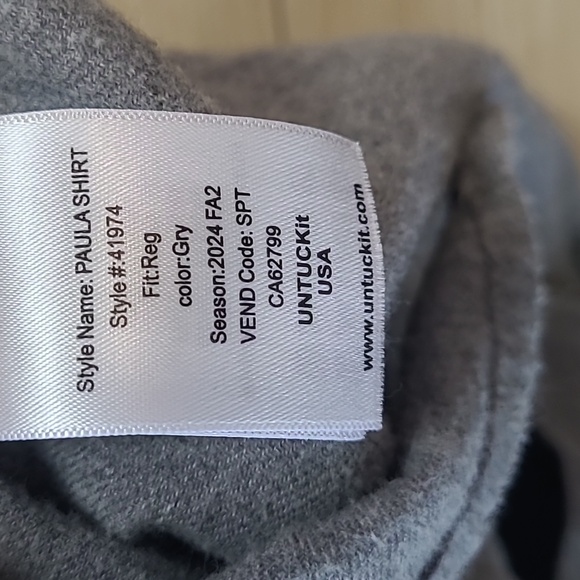 Style Name: PAULA SHIRT
Style #:41974
Fit:Reg
color:Gry
Season:2024 FA2
VEND Code: SPT
CA62799
UNTUCKit
USA
www.untuckit.com